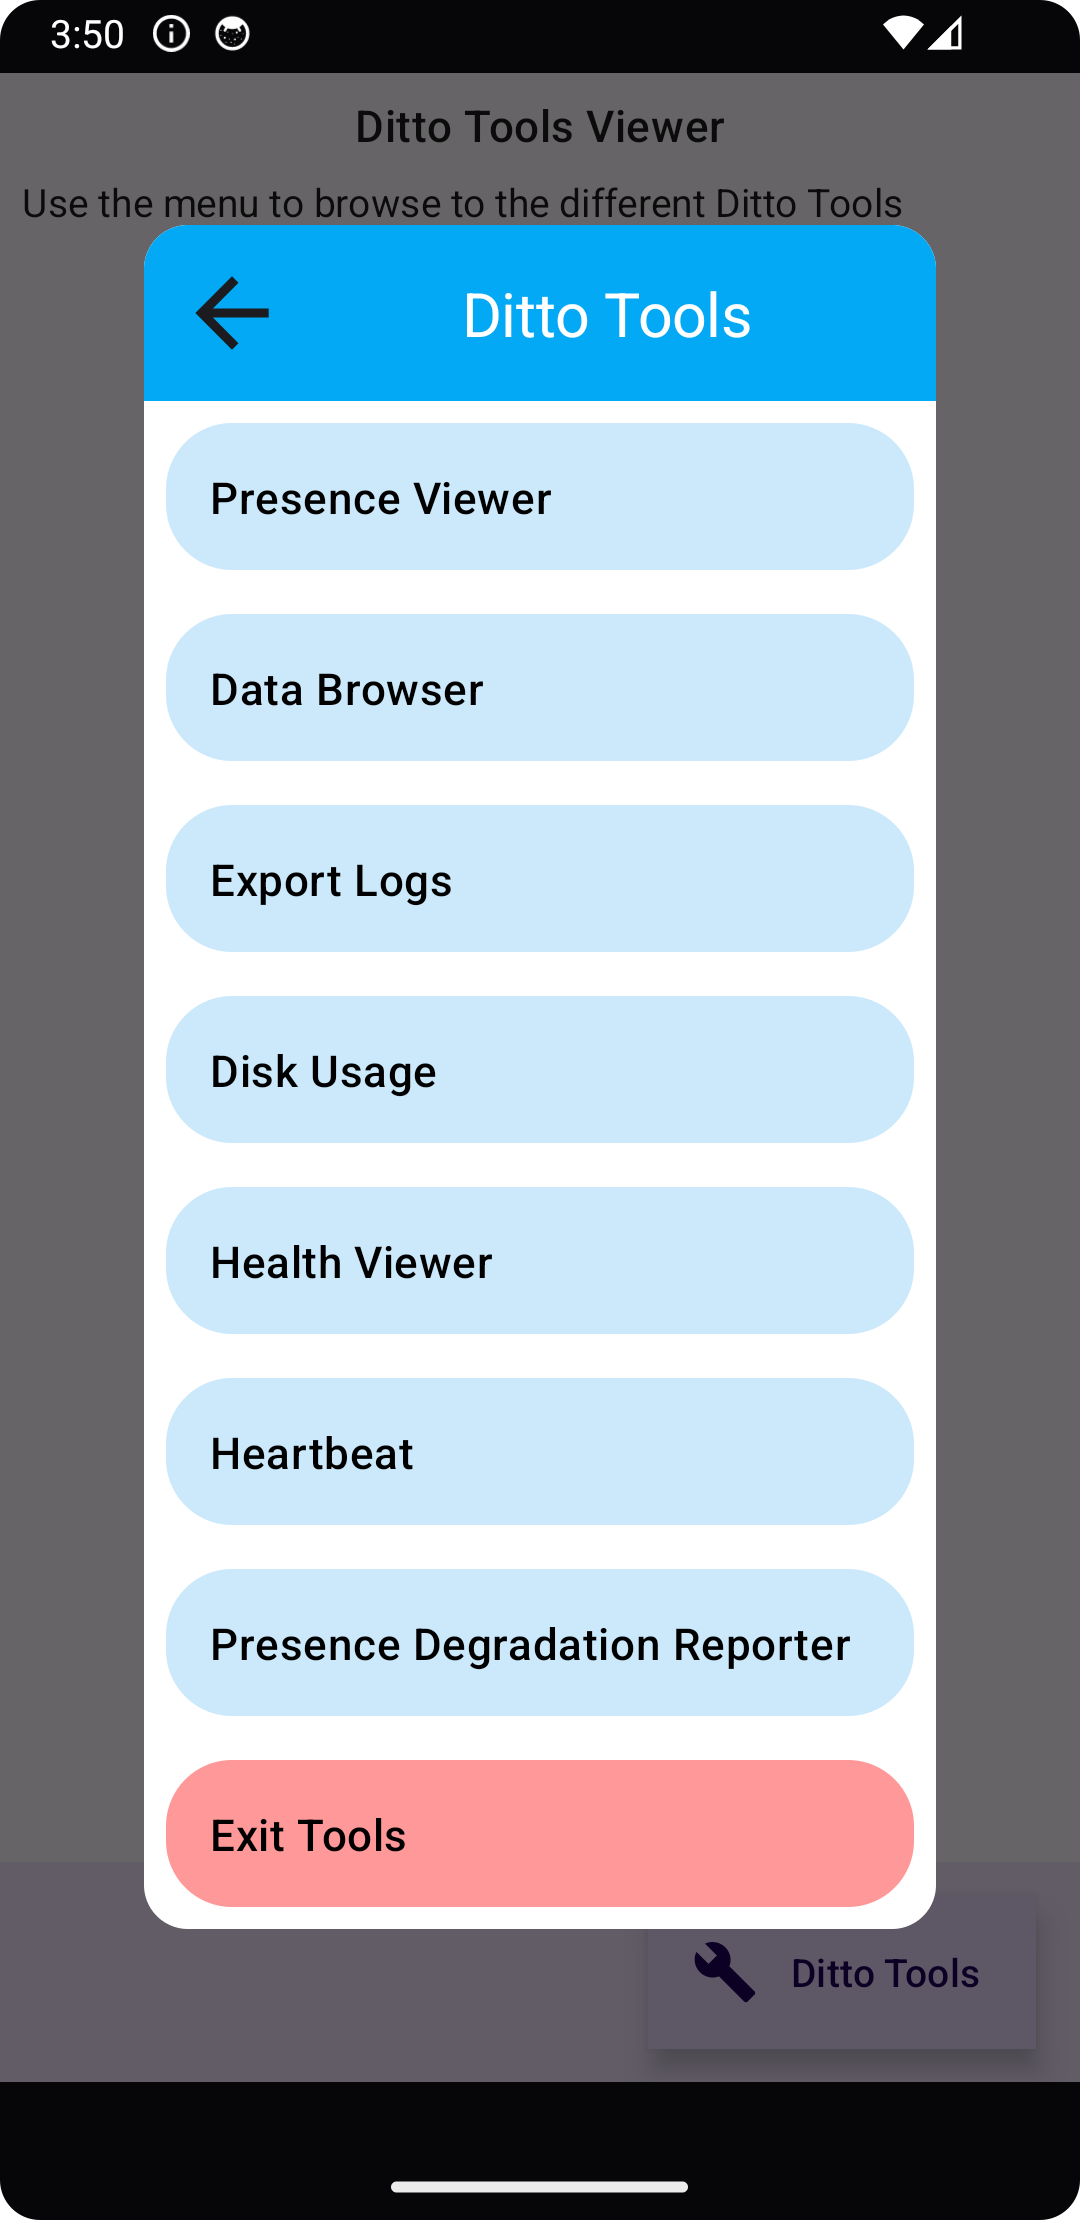 3:50
Ditto Tools Viewer
Use the menu to browse to the different Ditto Tools
Ditto Tools
Presence Viewer
Data Browser
Export Logs
Disk Usage
Health Viewer
Heartbeat
Presence Degradation Reporter
Exit Tools
Ditto Tools